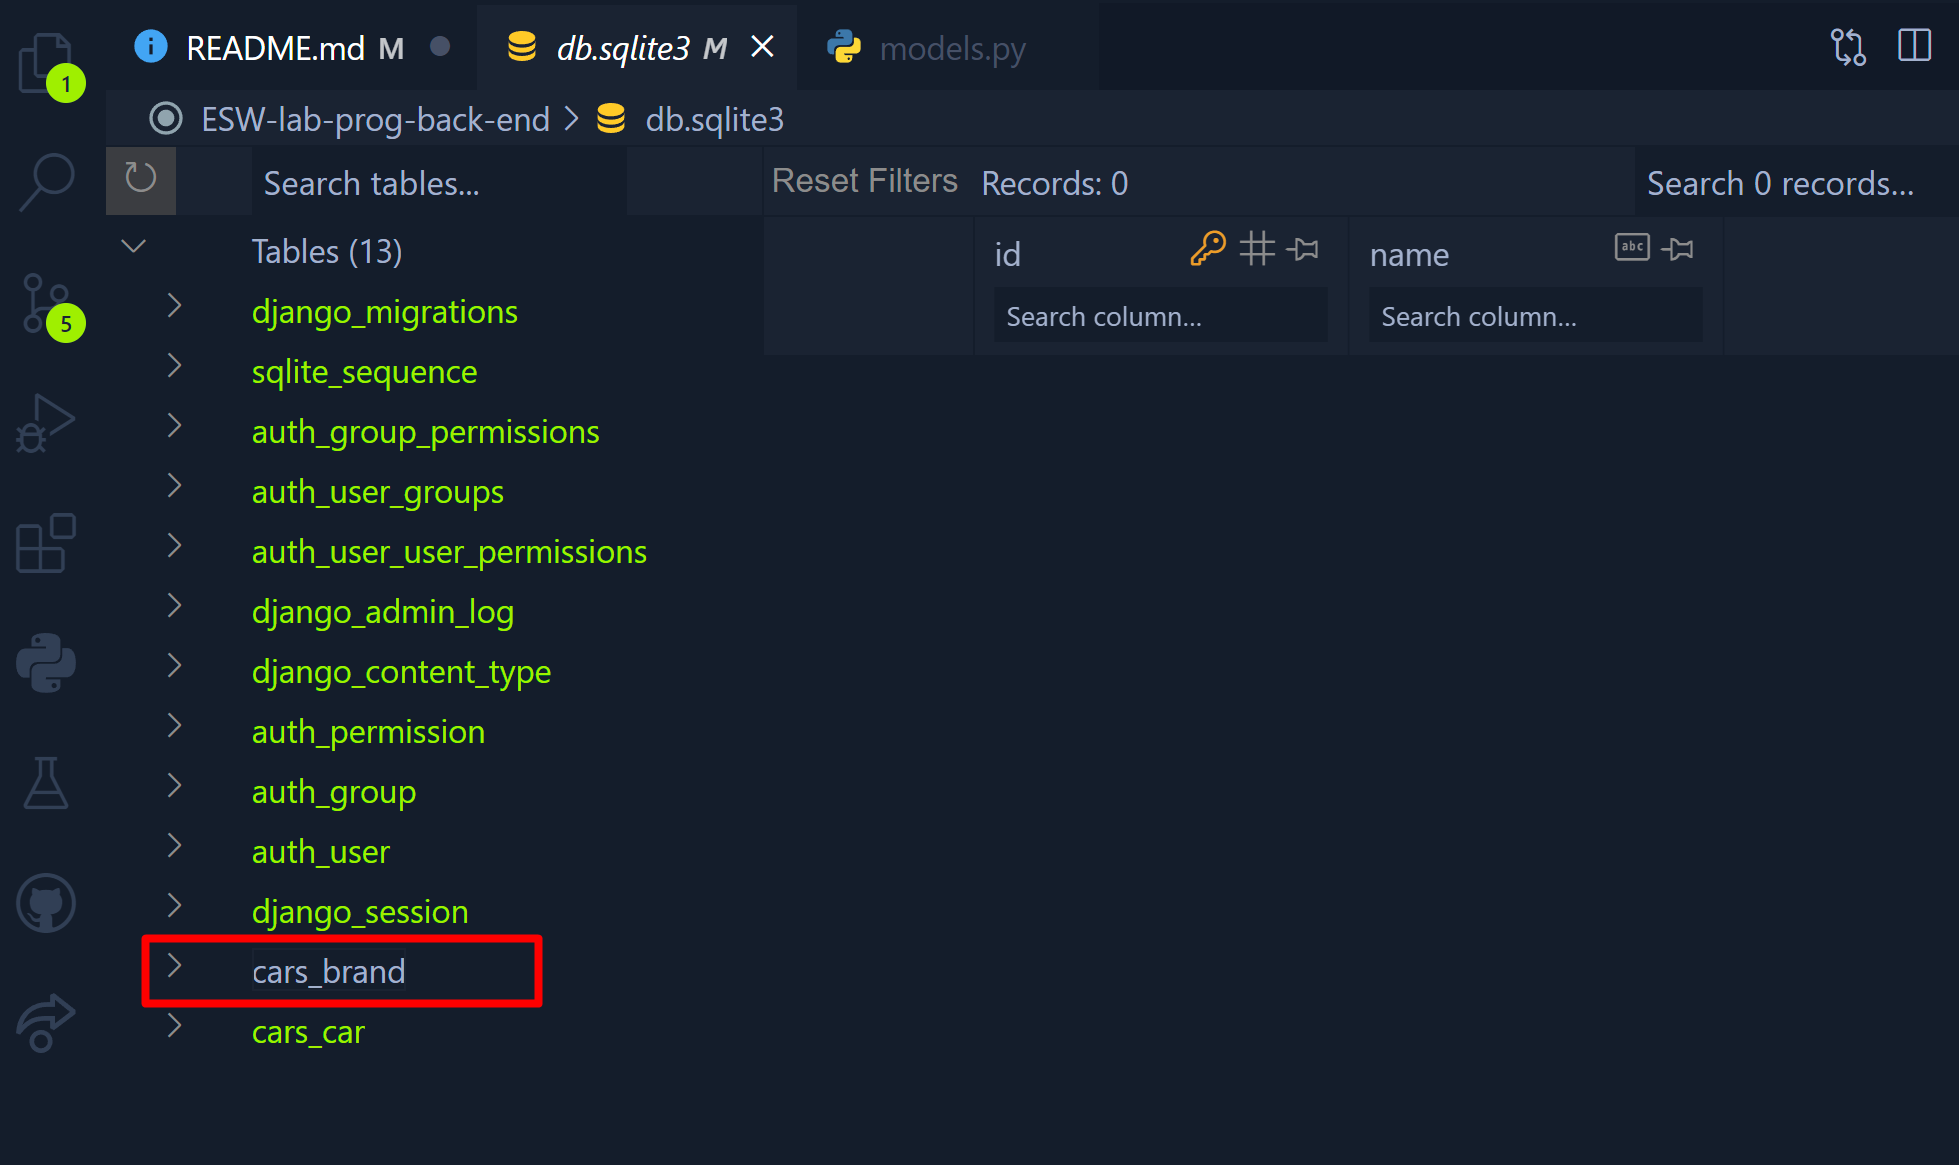 README.md M
db.sqlite3 M
models.py
1
ESW-lab-prog-back-end > db.sqlite3
Search tables...
Reset Filters
Records: 0
Search 0 records...
Tables (13)
id
name
abc
Search column...
Search column...
django_migrations
5
sqlite_sequence
auth_group_permissions
auth_user_groups
auth_user_user_permissions
django_admin_log
django_content_type
auth_permission
auth_group
auth_user
django_session
cars_brand
cars_car